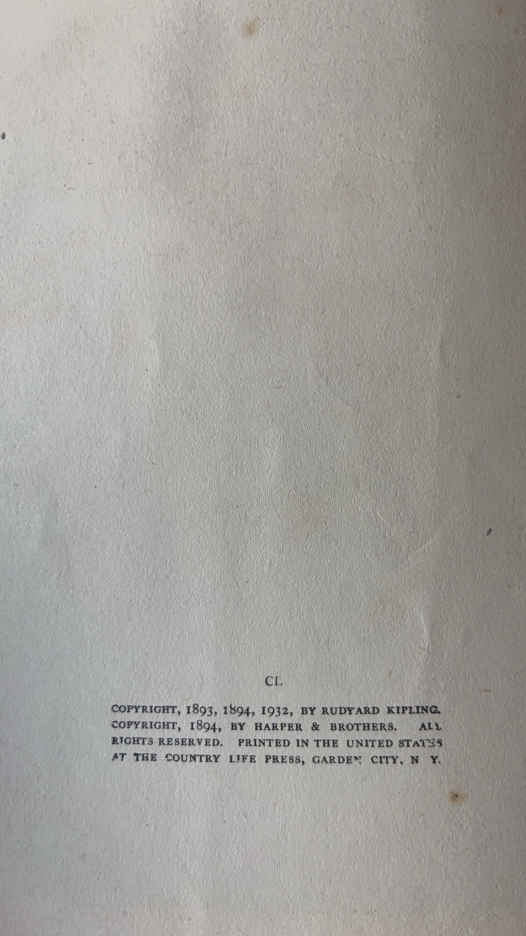 CL
COPYRIGHT, 1893, 1894, 1932, BY RUDYARD KIPLING.
COPYRIGHT, 1894, BY HARPER & BROTHERS. ALL
RIGHTS RESERVED. PRINTED IN THE UNITED STATES
AT THE COUNTRY LIFE PRESS, GARDEN CITY, N Y.